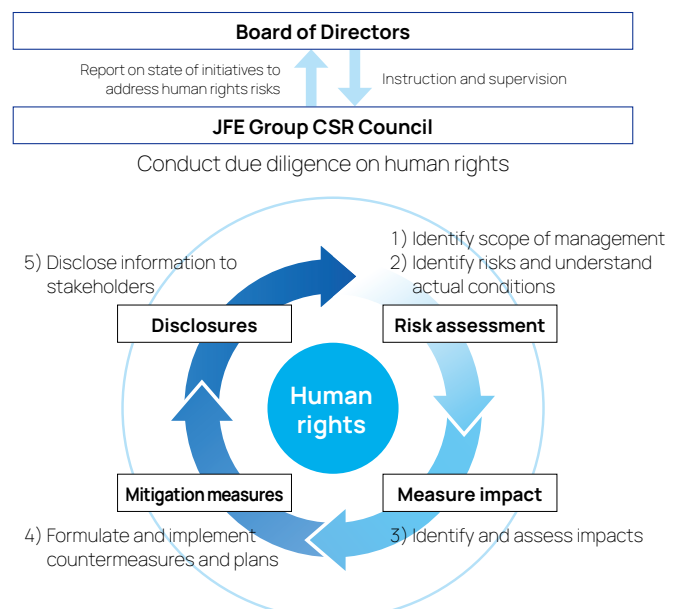 Board of Directors
Report on state of initiatives to
address human rights risks
Instruction and supervision
JFE Group CSR Council
Conduct due diligence on human rights
1) Identify scope of management
2) Identify risks and understand
actual conditions
5) Disclose information to
stakeholders
Disclosures
Risk assessment
Human
rights
Mitigation measures
Measure impact
4) Formulate and implement
countermeasures and plans
3) Identify and assess impacts